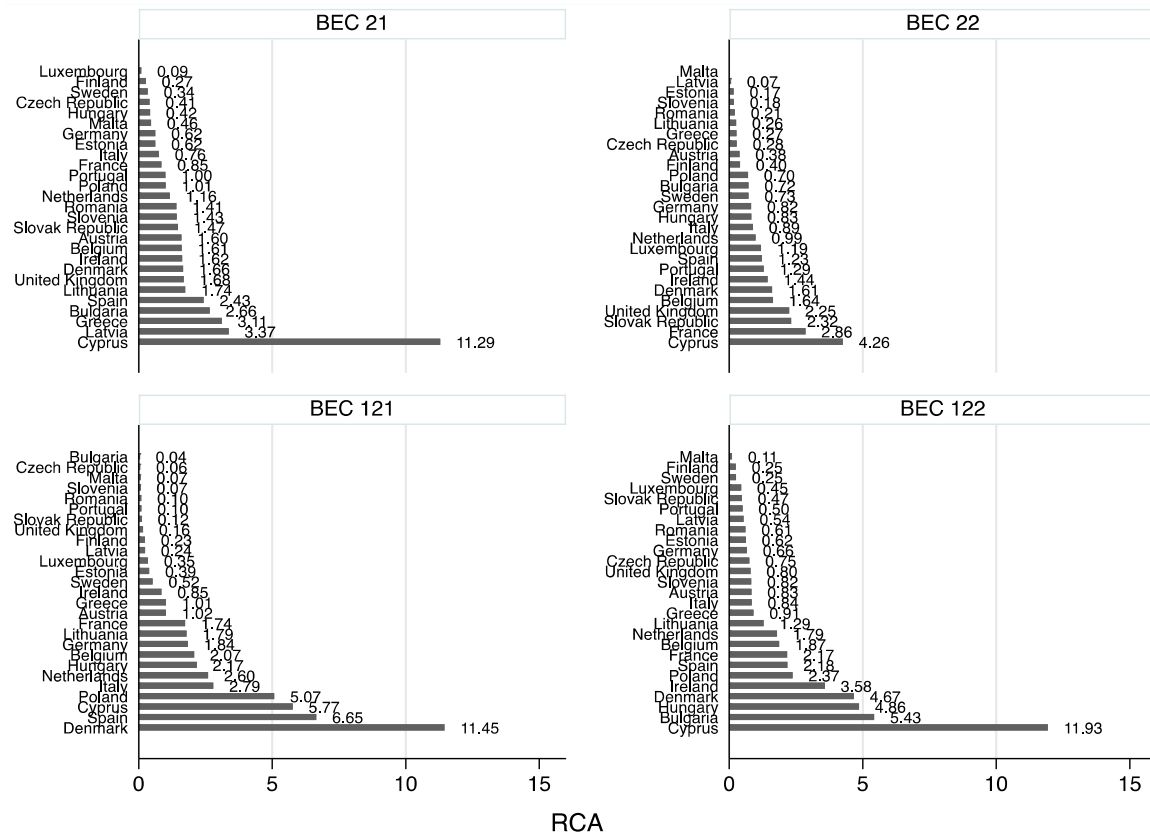 BEC 21
Luxembourg 0.09
Finland 0.27
Sweden 0.34
Czech Republic 0.41
Hungary 0.42
Malta 0.46
Germany 0.62
Estonia 0.62
Italy 0.76
France 0.85
Portugal 1.00
Poland 1.01
Netherlands 1.16
Romania 1.41
Slovenia 1.43
Slovak Republic 1.47
Austria 1.60
Belgium 1.61
Ireland 1.62
Denmark 1.66
United Kingdom 1.68
Lithuania 1.74
Spain 2.43
Bulgaria 2.66
Greece 3.11
Latvia 3.37
Cyprus 11.29
BEC 22
Malta
Latvia 0.07
Estonia 0.17
Slovenia 0.18
Romania 0.21
Lithuania 0.26
Greece 0.27
Czech Republic 0.28
Austria 0.38
Finland 0.40
Poland 0.70
Bulgaria 0.72
Sweden 0.73
Germany 0.82
Hungary 0.83
Italy 0.89
Netherlands 0.99
Luxembourg 1.19
Spain 1.23
Portugal 1.29
Ireland 1.44
Denmark 1.61
Belgium 1.64
United Kingdom 2.25
Slovak Republic 2.32
France 2.86
Cyprus 4.26
BEC 121
Bulgaria 0.04
Czech Republic 0.06
Malta 0.07
Slovenia 0.07
Romania 0.10
Portugal 0.10
Slovak Republic 0.12
United Kingdom 0.16
Finland 0.23
Latvia 0.24
Luxembourg 0.35
Estonia 0.39
Sweden 0.52
Ireland 0.85
Greece 1.01
Austria 1.02
France 1.74
Lithuania 1.79
Germany 1.84
Belgium 2.07
Hungary 2.17
Netherlands 2.60
Italy 2.79
Poland 5.07
Cyprus 5.77
Spain 6.65
Denmark 11.45
0 5 10 15
BEC 122
Malta 0.11
Finland 0.25
Sweden 0.25
Luxembourg 0.45
Slovak Republic 0.47
Portugal 0.50
Latvia 0.54
Romania 0.61
Estonia 0.62
Germany 0.66
Czech Republic 0.75
United Kingdom 0.80
Slovenia 0.82
Austria 0.83
Italy 0.84
Greece 0.91
Lithuania 1.29
Netherlands 1.79
Belgium 1.87
France 2.17
Spain 2.18
Poland 2.37
Ireland 3.58
Denmark 4.67
Hungary 4.86
Bulgaria 5.43
Cyprus 11.93
0 5 10 15
RCA